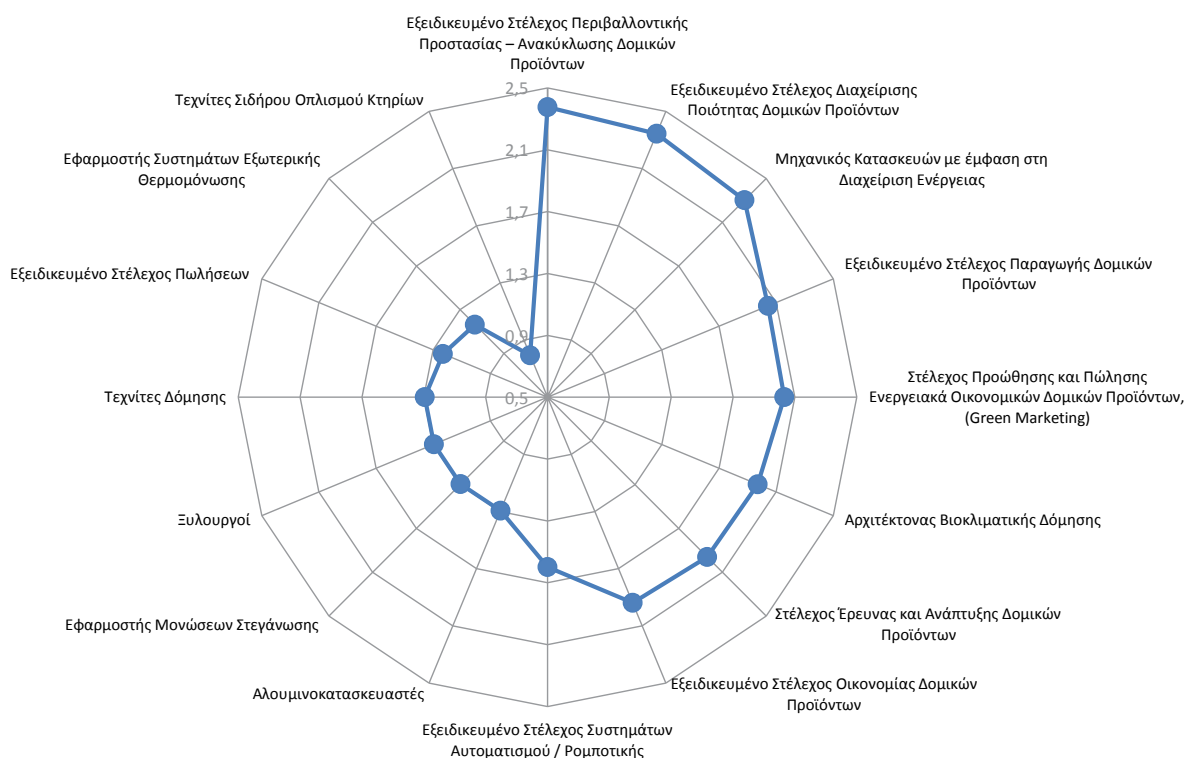 Εξειδικευμένο Στέλεχος Περιβαλλοντικής
Προστασίας – Ανακύκλωσης Δομικών
Προϊόντων
Εξειδικευμένο Στέλεχος Διαχείρισης
Ποιότητας Δομικών Προϊόντων
Μηχανικός Κατασκευών με έμφαση στη
Διαχείριση Ενέργειας
Εξειδικευμένο Στέλεχος Παραγωγής Δομικών
Προϊόντων
Στέλεχος Προώθησης και Πώλησης
Ενεργειακά Οικονομικών Δομικών Προϊόντων,
(Green Marketing)
Αρχιτέκτονας Βιοκλιματικής Δόμησης
Στέλεχος Έρευνας και Ανάπτυξης Δομικών
Προϊόντων
Εξειδικευμένο Στέλεχος Οικονομίας Δομικών
Προϊόντων
Εξειδικευμένο Στέλεχος Συστημάτων
Αυτοματισμού / Ρομποτικής
Αλουμινοκατασκευαστές
Εφαρμοστής Μονώσεων Στεγάνωσης
Ξυλουργοί
Τεχνίτες Δόμησης
Εξειδικευμένο Στέλεχος Πωλήσεων
Εφαρμοστής Συστημάτων Εξωτερικής
Θερμομόνωσης
Τεχνίτες Σιδήρου Οπλισμού Κτηρίων
2,5
2,1
1,7
1,3
0,9
0,5